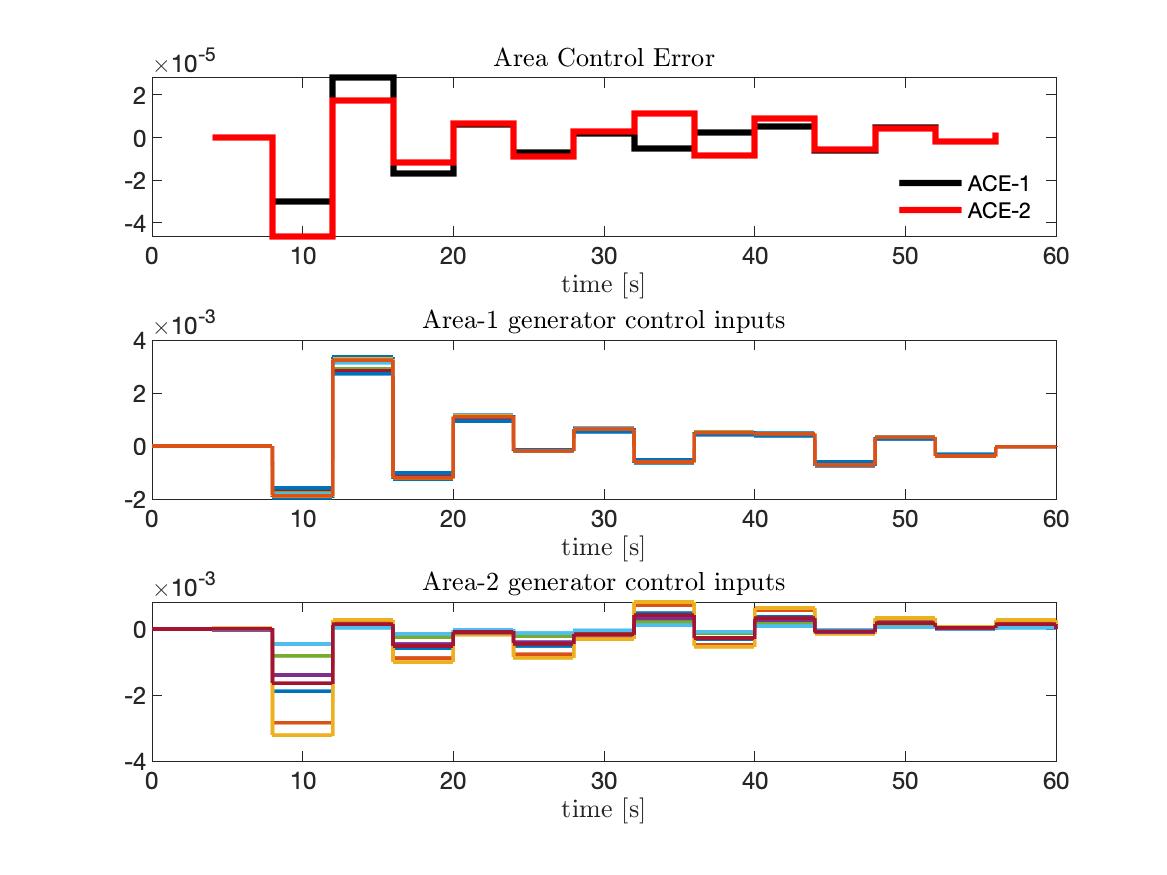 Area Control Error
×10-5
2
0
-2
-4
ACE-1
ACE-2
0 10 20 30 40 50 60
time [s]
Area-1 generator control inputs
×10-3
4
2
0
-2
0 10 20 30 40 50 60
time [s]
Area-2 generator control inputs
×10-3
0
-2
-4
0 10 20 30 40 50 60
time [s]